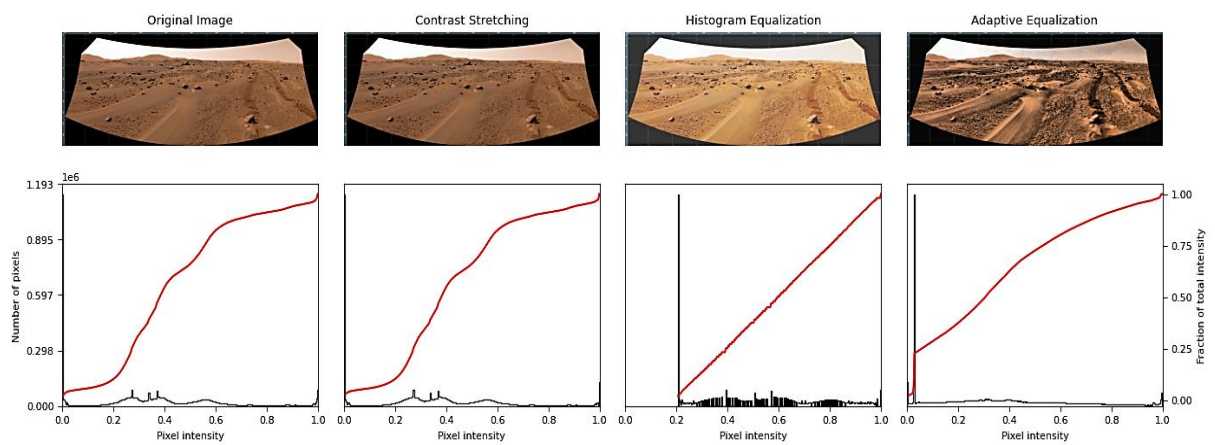 Original Image
Contrast Stretching
Histogram Equalization
Adaptive Equalization
1e6
1.193
0.895
0.597
0.298
0.000
Number of pixels
0.0 0.2 0.4 0.6 0.8 1.0
Pixel intensity
0.0 0.2 0.4 0.6 0.8 1.0
Pixel intensity
0.0 0.2 0.4 0.6 0.8 1.0
Pixel intensity
0.0 0.2 0.4 0.6 0.8 1.0
Pixel intensity
1.00
0.75
0.50
0.25
0.00
Fraction of total intensity